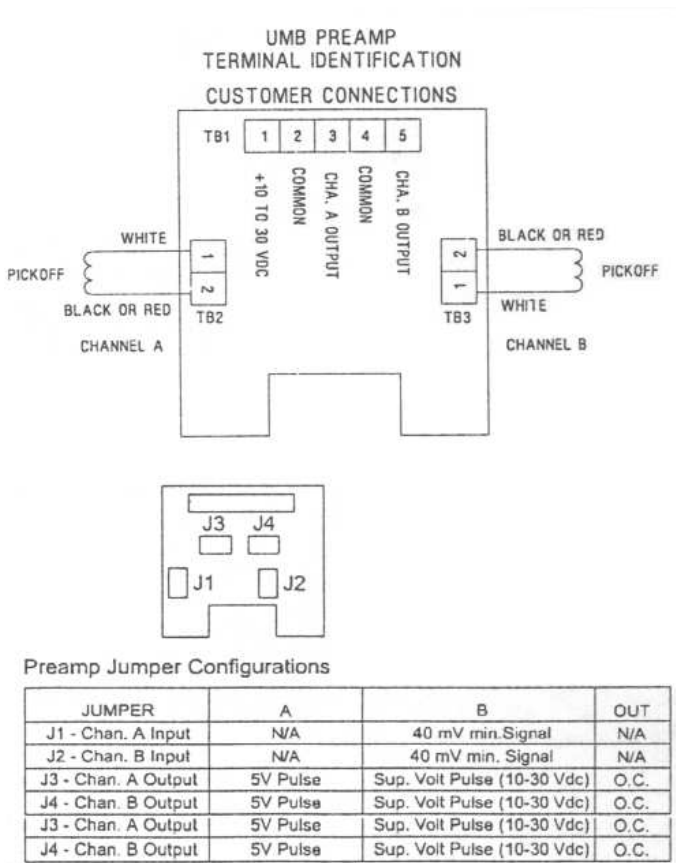 UMB PREAMP
TERMINAL IDENTIFICATION
CUSTOMER CONNECTIONS
TB1 1 2 3 4 5
+10 TO 30 VDC
COMMON
CHA. A OUTPUT
COMMON
CHA. B OUTPUT
WHITE
1
PICKOFF
2
BLACK OR RED
TB2
CHANNEL A
BLACK OR RED
2
PICKOFF
1
WHITE
TB3
CHANNEL B
J3 J4
J1 J2
Preamp Jumper Configurations
JUMPER A B OUT
J1 - Chan. A Input N/A 40 mV min.Signal N/A
J2 - Chan. B Input N/A 40 mV min. Signal N/A
J3 - Chan. A Output 5V Pulse Sup. Volt Pulse (10-30 Vdc) O.C.
J4 - Chan. B Output 5V Pulse Sup. Volt Pulse (10-30 Vdc) O.C.
J3 - Chan. A Output 5V Pulse Sup. Volt Pulse (10-30 Vdc) O.C.
J4 - Chan. B Output 5V Pulse Sup. Volt Pulse (10-30 Vdc) O.C.